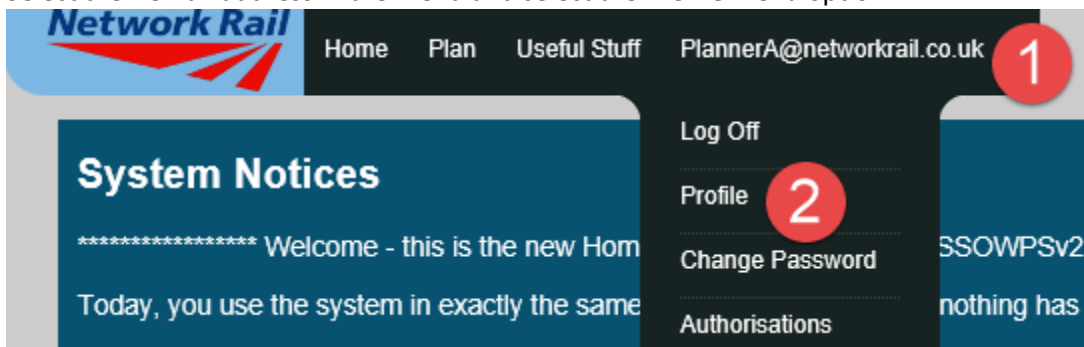 Network Rail
Home Plan Useful Stuff PlannerA@networkrail.co.uk 1
Log Off
System Notices
Profile 2
***************** Welcome - this is the new Hom SSOWPSv2
Change Password
Today, you use the system in exactly the same nothing has
Authorisations